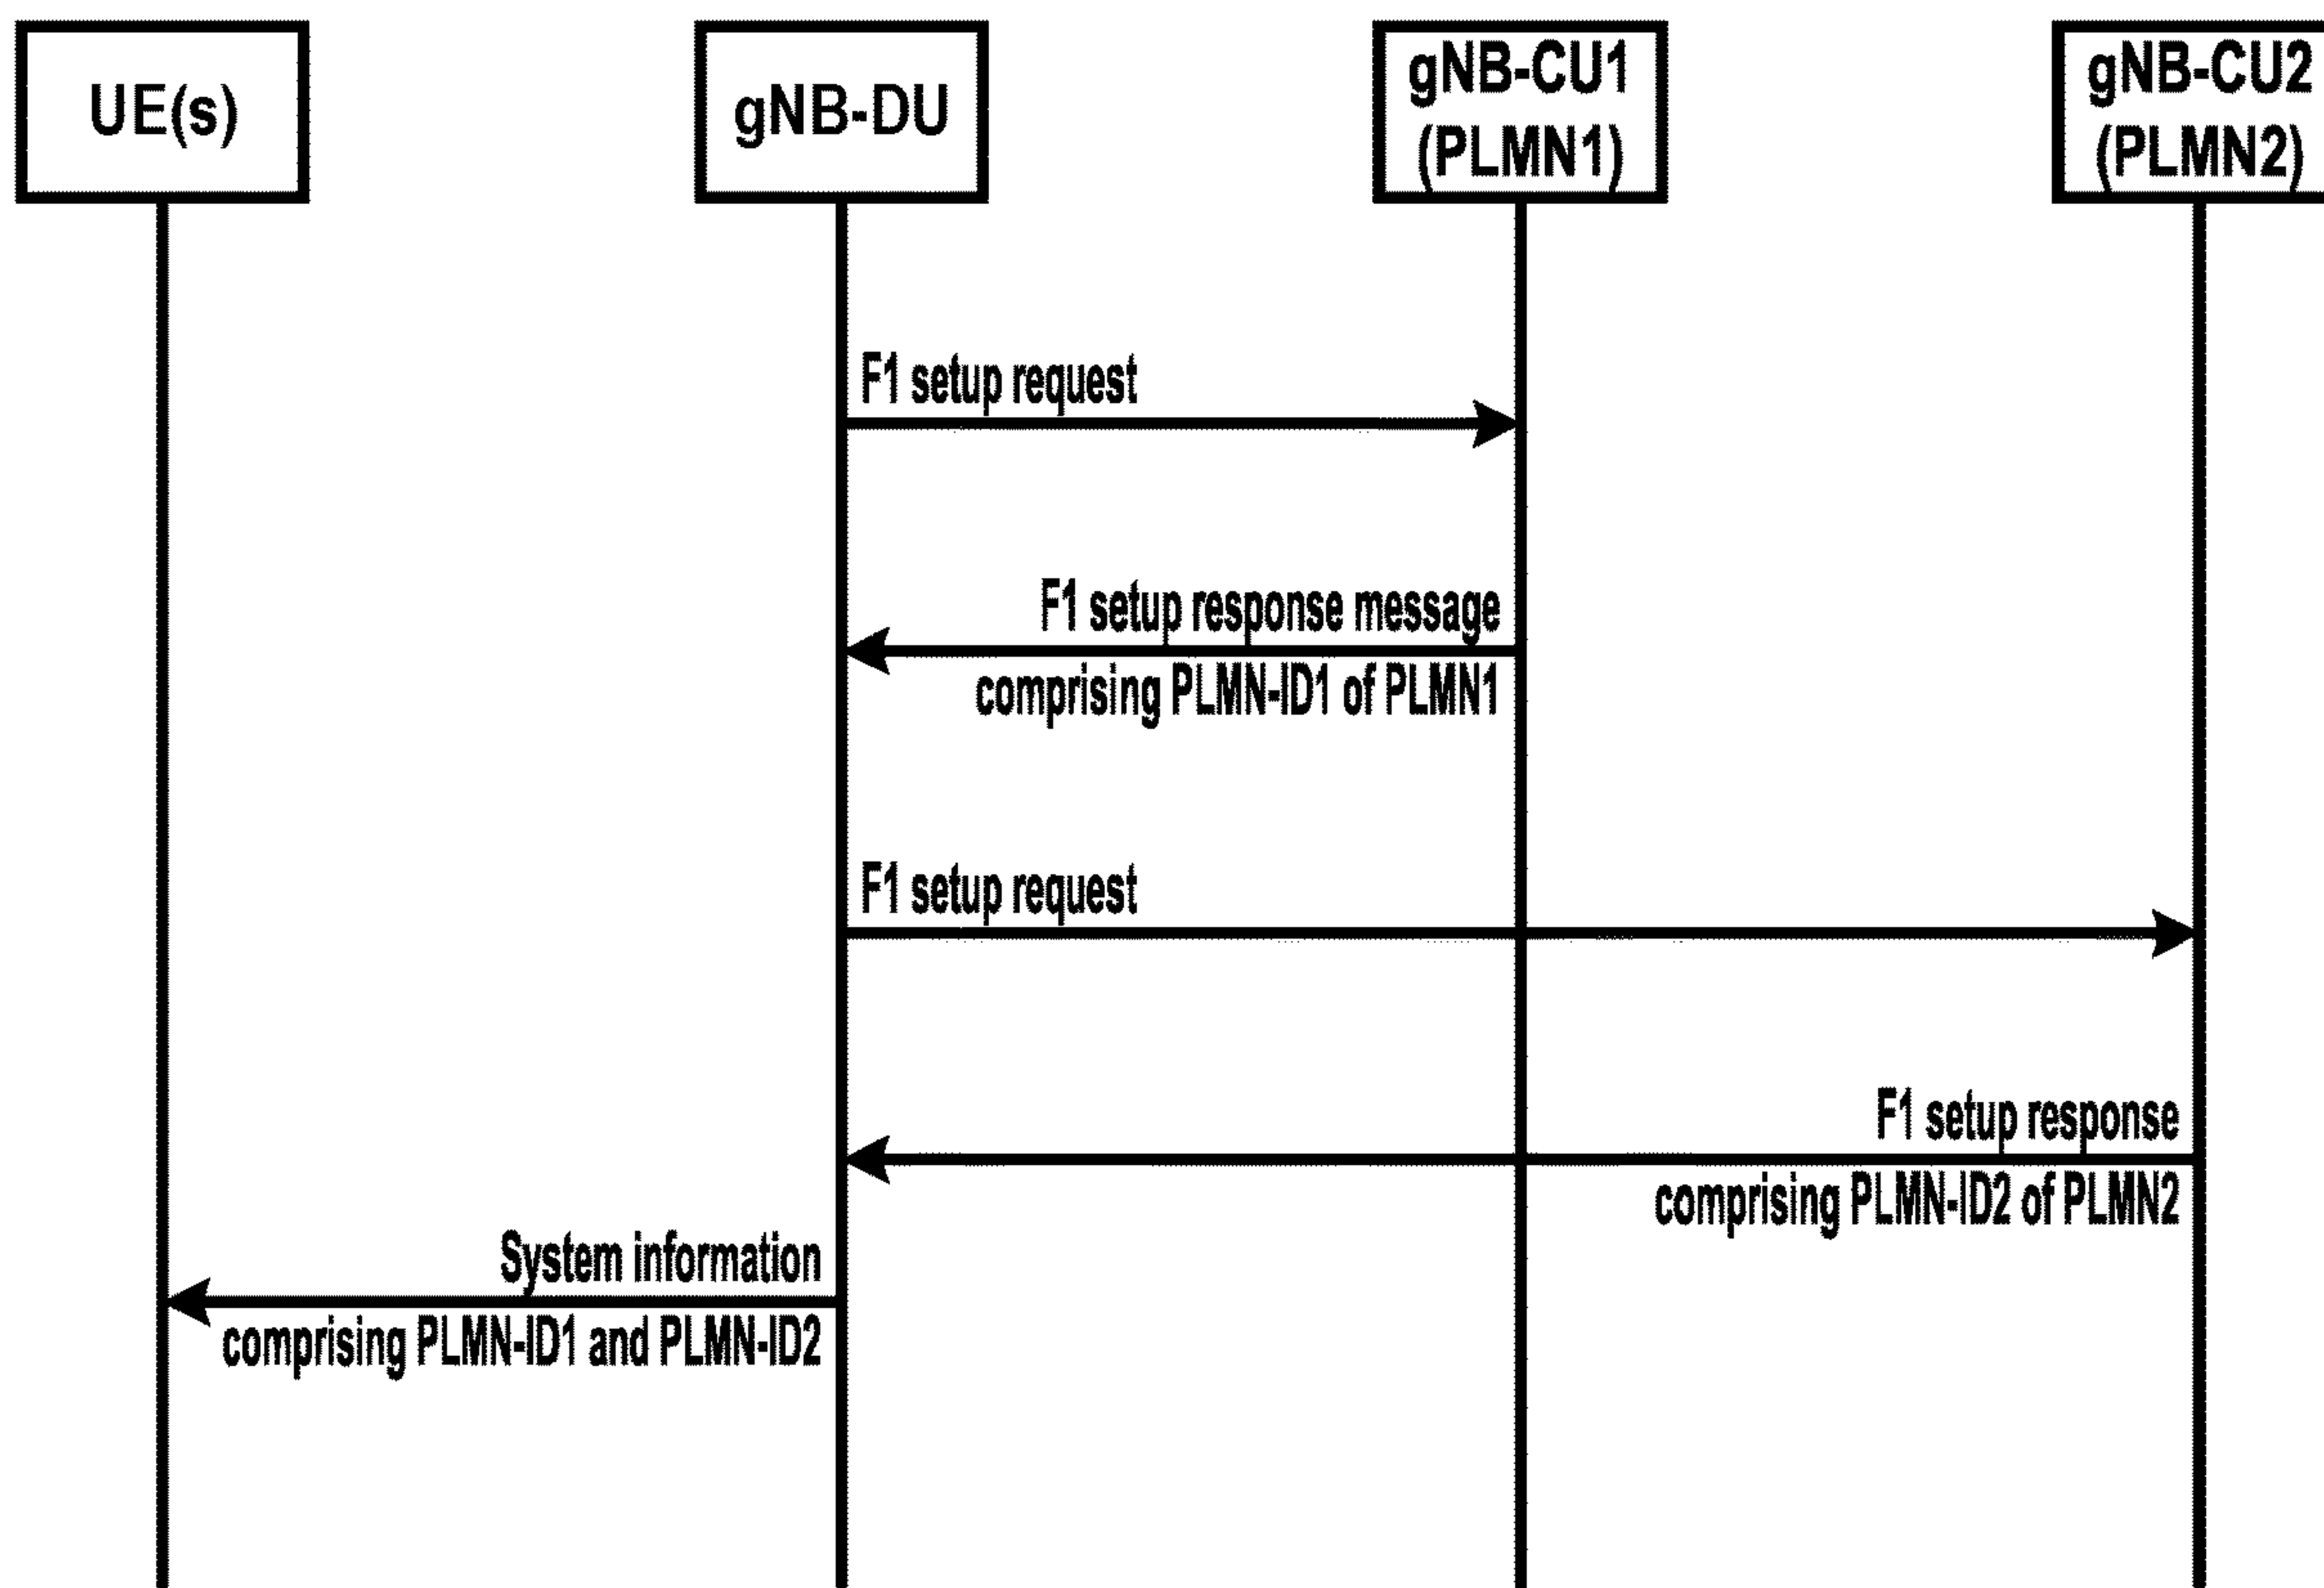 UE(s)
gNB-DU
gNB-CU1
(PLMN1)
gNB-CU2
(PLMN2)
F1 setup request
F1 setup response message
comprising PLMN-ID1 of PLMN1
F1 setup request
F1 setup response
comprising PLMN-ID2 of PLMN2
System information
comprising PLMN-ID1 and PLMN-ID2